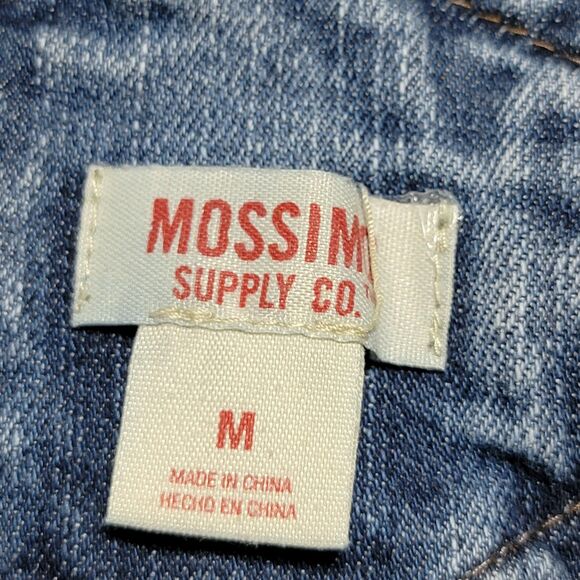 MOSSIM
SUPPLY CO.
M
MADE IN CHINA
HECHO EN CHINA